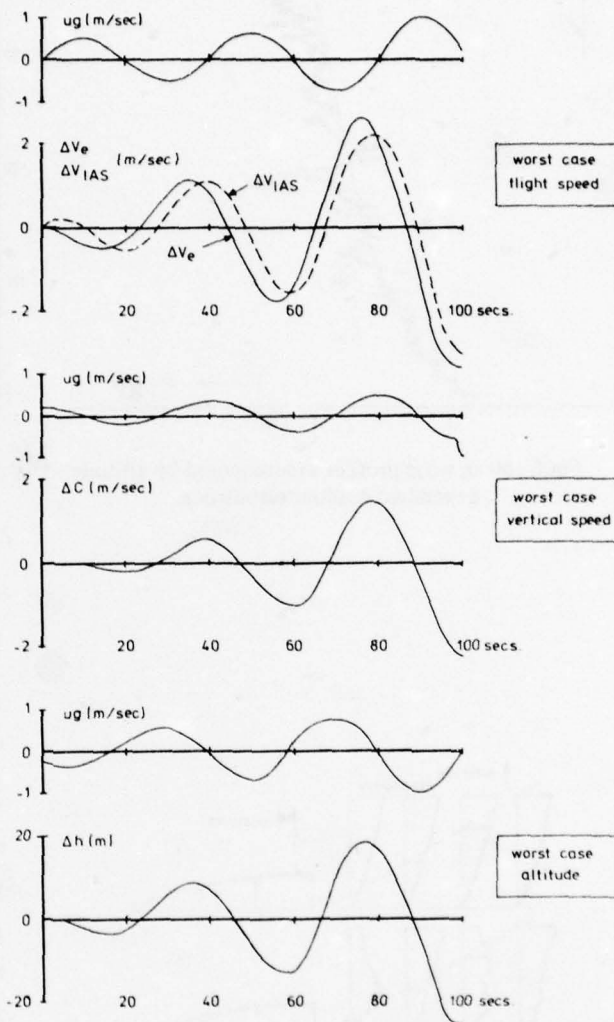 ug (m/sec)
1
0
-1
ΔVe
ΔVIAS (m/sec)
2
0
-2
ΔVIAS
ΔVe
20 40 60 80 100 secs.
worst case
flight speed
ug (m/sec)
1
0
-1
ΔC (m/sec)
2
0
-2
20 40 60 80 100 secs.
worst case
vertical speed
ug (m/sec)
1
0
-1
Δh (m)
20
0
-20
20 40 60 80 100 secs.
worst case
altitude